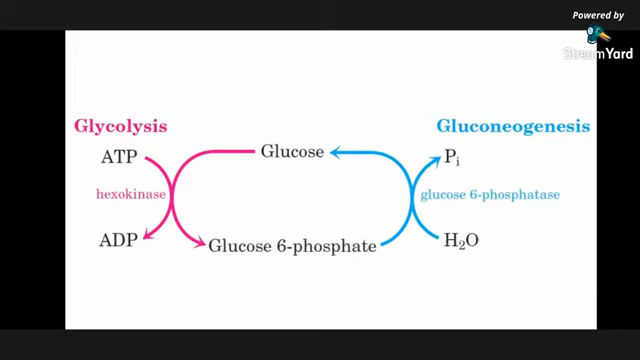 Powered by
StreamYard
Glycolysis
Gluconeogenesis
ATP
Glucose
Pi
hexokinase
glucose 6-phosphatase
ADP
Glucose 6-phosphate
H2O